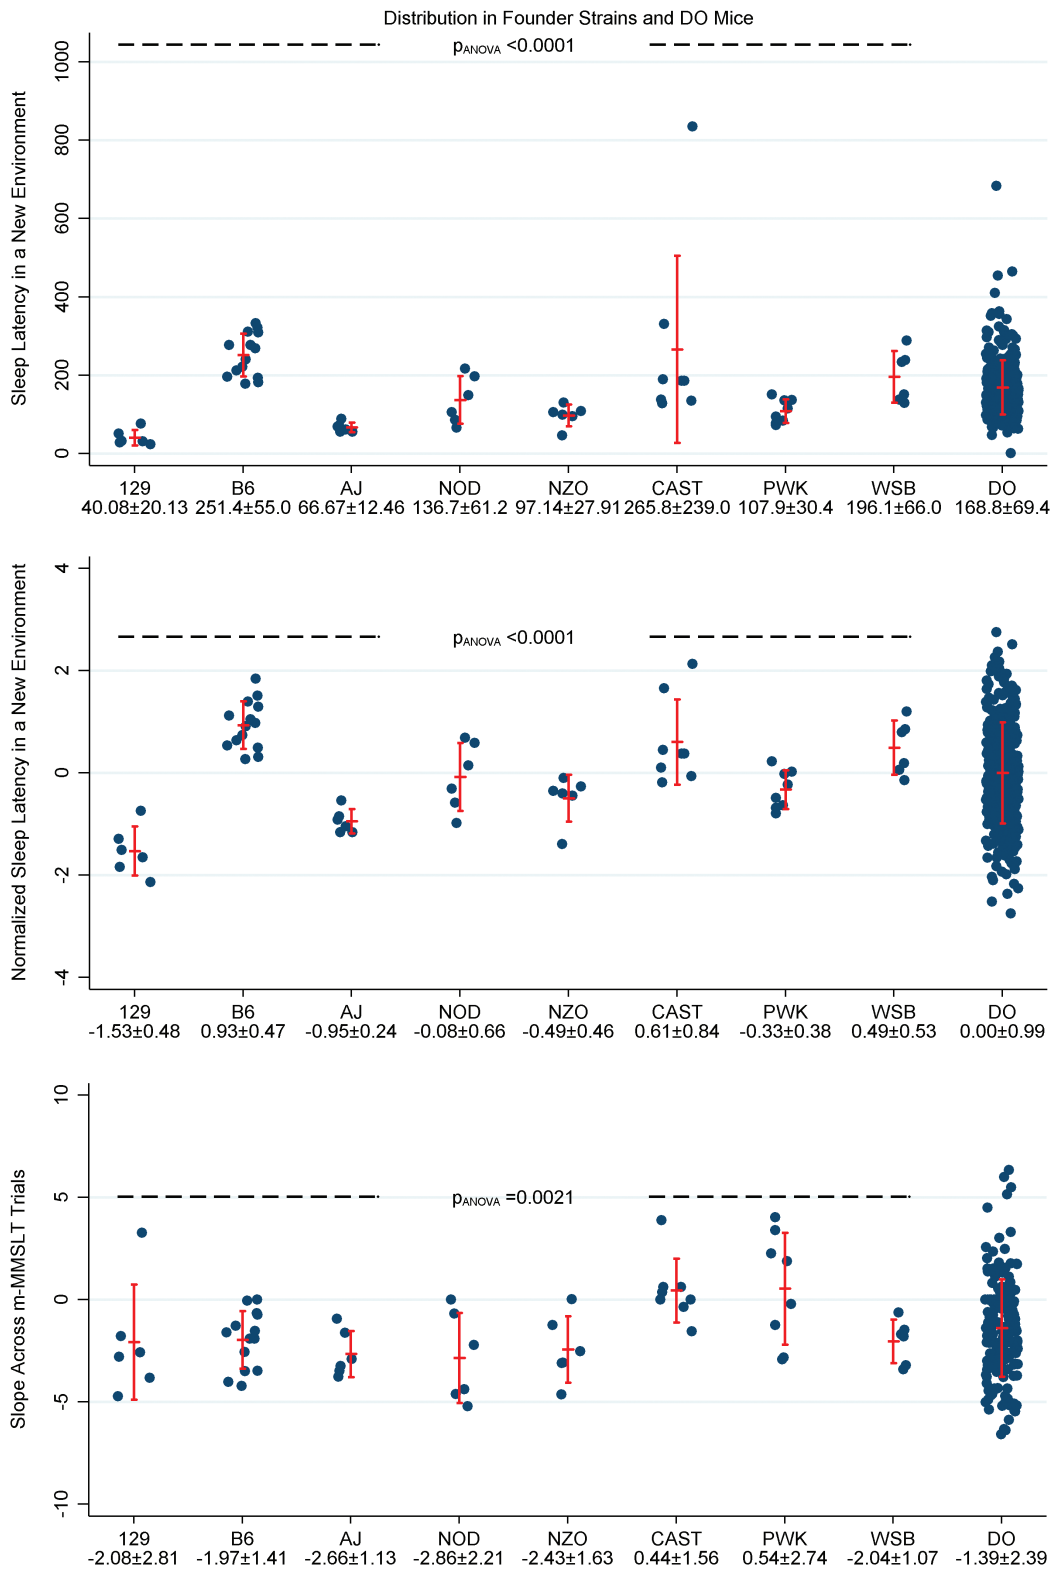 Distribution in Founder Strains and DO Mice
Sleep Latency in a New Environment
1000
800
600
400
200
0
pANOVA <0.0001
129 B6 AJ NOD NZO CAST PWK WSB DO
40.08±20.13 251.4±55.0 66.67±12.46 136.7±61.2 97.14±27.91 265.8±239.0 107.9±30.4 196.1±66.0 168.8±69.4
Normalized Sleep Latency in a New Environment
4
2
0
-2
-4
pANOVA <0.0001
129 B6 AJ NOD NZO CAST PWK WSB DO
-1.53±0.48 0.93±0.47 -0.95±0.24 -0.08±0.66 -0.49±0.46 0.61±0.84 -0.33±0.38 0.49±0.53 0.00±0.99
Slope Across m-MMSLT Trials
10
5
0
-5
-10
pANOVA =0.0021
129 B6 AJ NOD NZO CAST PWK WSB DO
-2.08±2.81 -1.97±1.41 -2.66±1.13 -2.86±2.21 -2.43±1.63 0.44±1.56 0.54±2.74 -2.04±1.07 -1.39±2.39